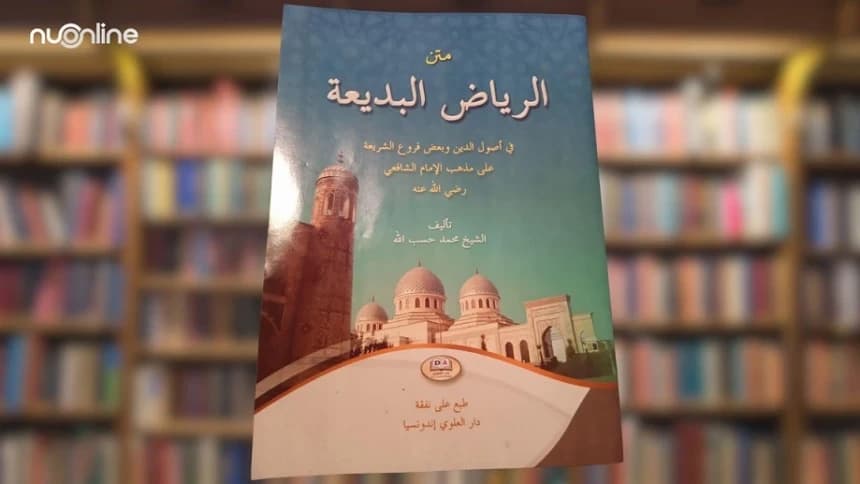 nuonline
متن
الرياض البديعة
في أصول الدين وبعض فروع الشريعة
على مذهب الإمام الشافعي
رضي الله عنه
تأليف
الشيخ محمد حسب الله
طبع على نفقة
دار العلوي إندونسيا